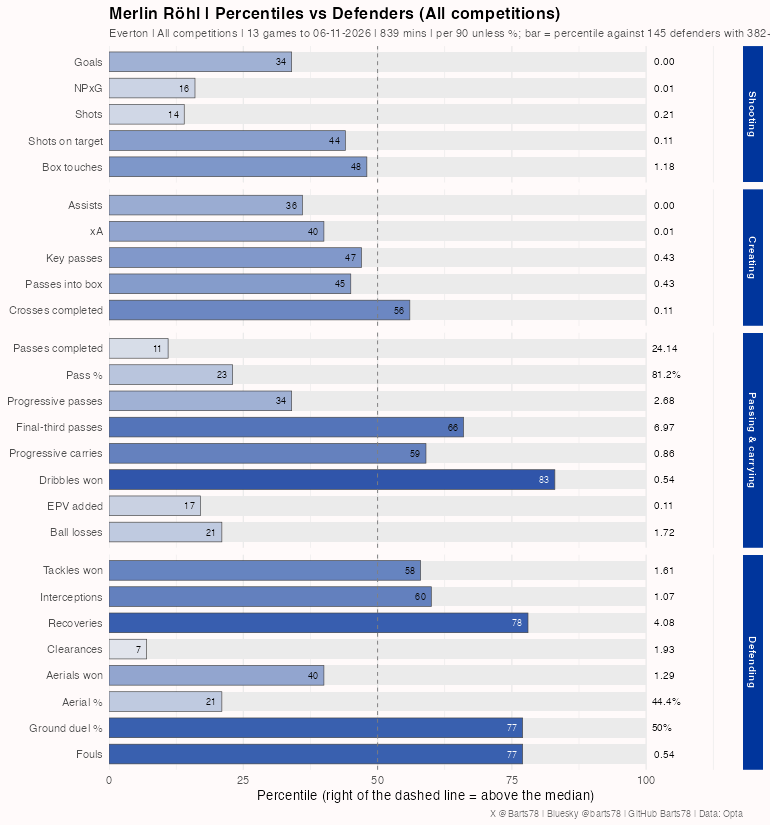 Merlin Röhl | Percentiles vs Defenders (All competitions)
Everton | All competitions | 13 games to 06-11-2026 | 839 mins | per 90 unless %; bar = percentile against 145 defenders with 382-
Goals 34 0.00
NPxG 16 0.01
Shots 14 0.21
Shots on target 44 0.11
Box touches 48 1.18
Shooting
Assists 36 0.00
xA 40 0.01
Key passes 47 0.43
Passes into box 45 0.43
Crosses completed 56 0.11
Creating
Passes completed 11 24.14
Pass % 23 81.2%
Progressive passes 34 2.68
Final-third passes 66 6.97
Progressive carries 59 0.86
Dribbles won 83 0.54
EPV added 17 0.11
Ball losses 21 1.72
Passing & carrying
Tackles won 58 1.61
Interceptions 60 1.07
Recoveries 78 4.08
Clearances 7 1.93
Aerials won 40 1.29
Aerial % 21 44.4%
Ground duel % 77 50%
Fouls 77 0.54
Defending
0 25 50 75 100
Percentile (right of the dashed line = above the median)
X @Barts78 | Bluesky @barts78 | GitHub Barts78 | Data: Opta